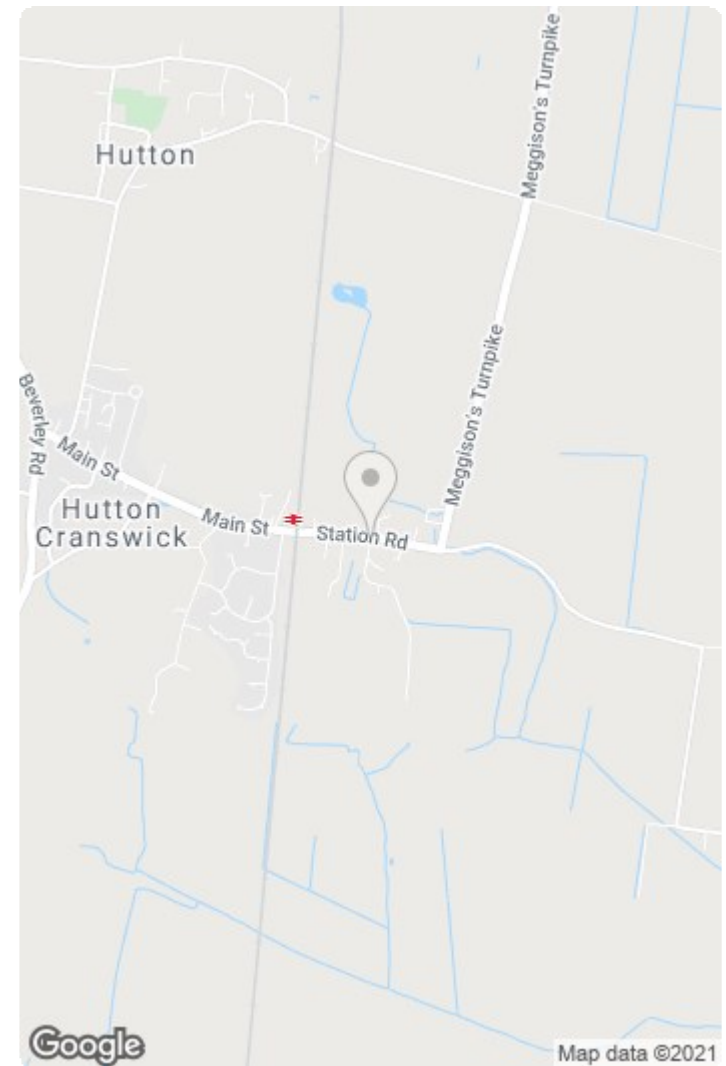 Meggison's Turnpike
Hutton
Meggison's Turnpike
Beverley Rd
Main St
Hutton
Cranswick
Main St
Station Rd
Google
Map data ©2021